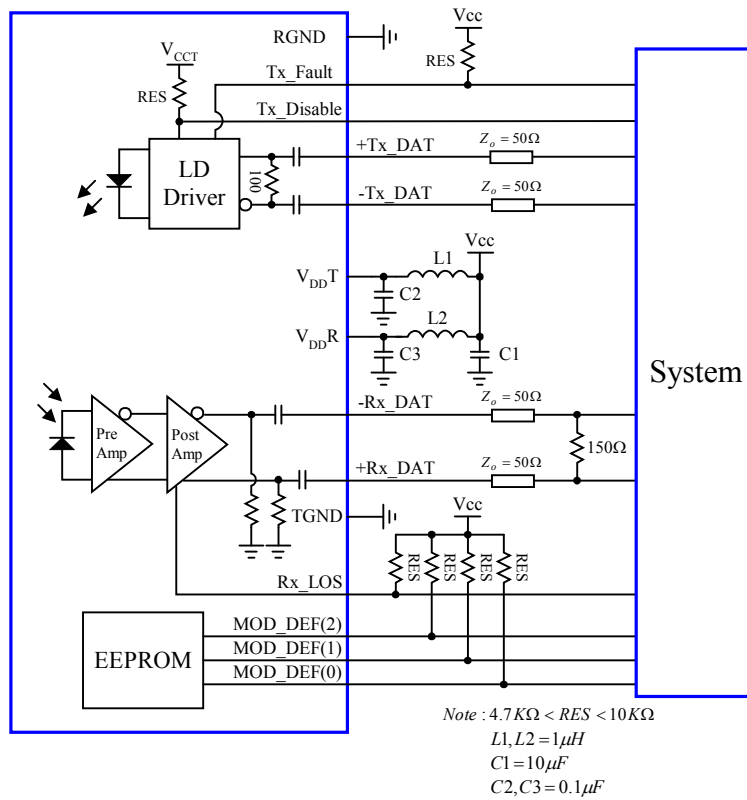 RGND
Vcc
V_CCT
RES
RES
Tx_Fault
Tx_Disable
LD
Driver
100
+Tx_DAT
Z_o = 50Ω
-Tx_DAT
Z_o = 50Ω
Vcc
V_DDT
L1
C2
V_DDR
L2
C3
C1
System
-Rx_DAT
Z_o = 50Ω
Pre
Amp
Post
Amp
150Ω
+Rx_DAT
Z_o = 50Ω
TGND
Vcc
RES
RES
RES
RES
Rx_LOS
EEPROM
MOD_DEF(2)
MOD_DEF(1)
MOD_DEF(0)
Note : 4.7KΩ < RES < 10KΩ
L1,L2 = 1μH
C1 = 10μF
C2,C3 = 0.1μF